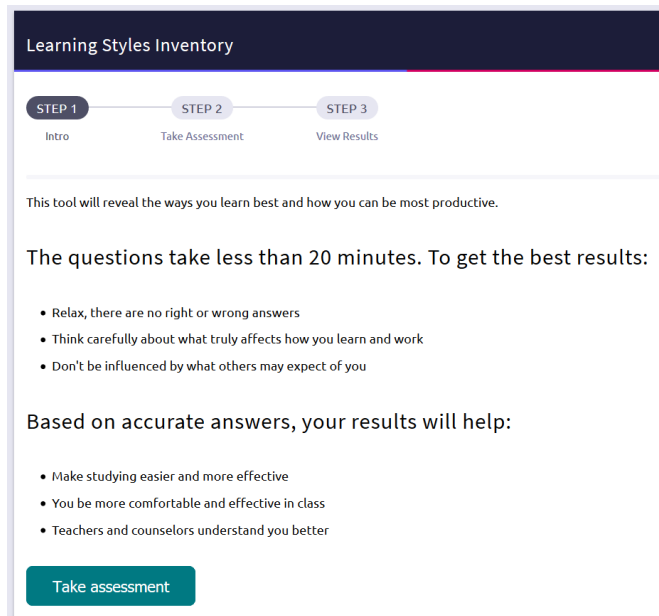 Learning Styles Inventory
STEP 1 STEP 2 STEP 3
Intro Take Assessment View Results
This tool will reveal the ways you learn best and how you can be most productive.
The questions take less than 20 minutes. To get the best results:
• Relax, there are no right or wrong answers
• Think carefully about what truly affects how you learn and work
• Don't be influenced by what others may expect of you
Based on accurate answers, your results will help:
• Make studying easier and more effective
• You be more comfortable and effective in class
• Teachers and counselors understand you better
Take assessment